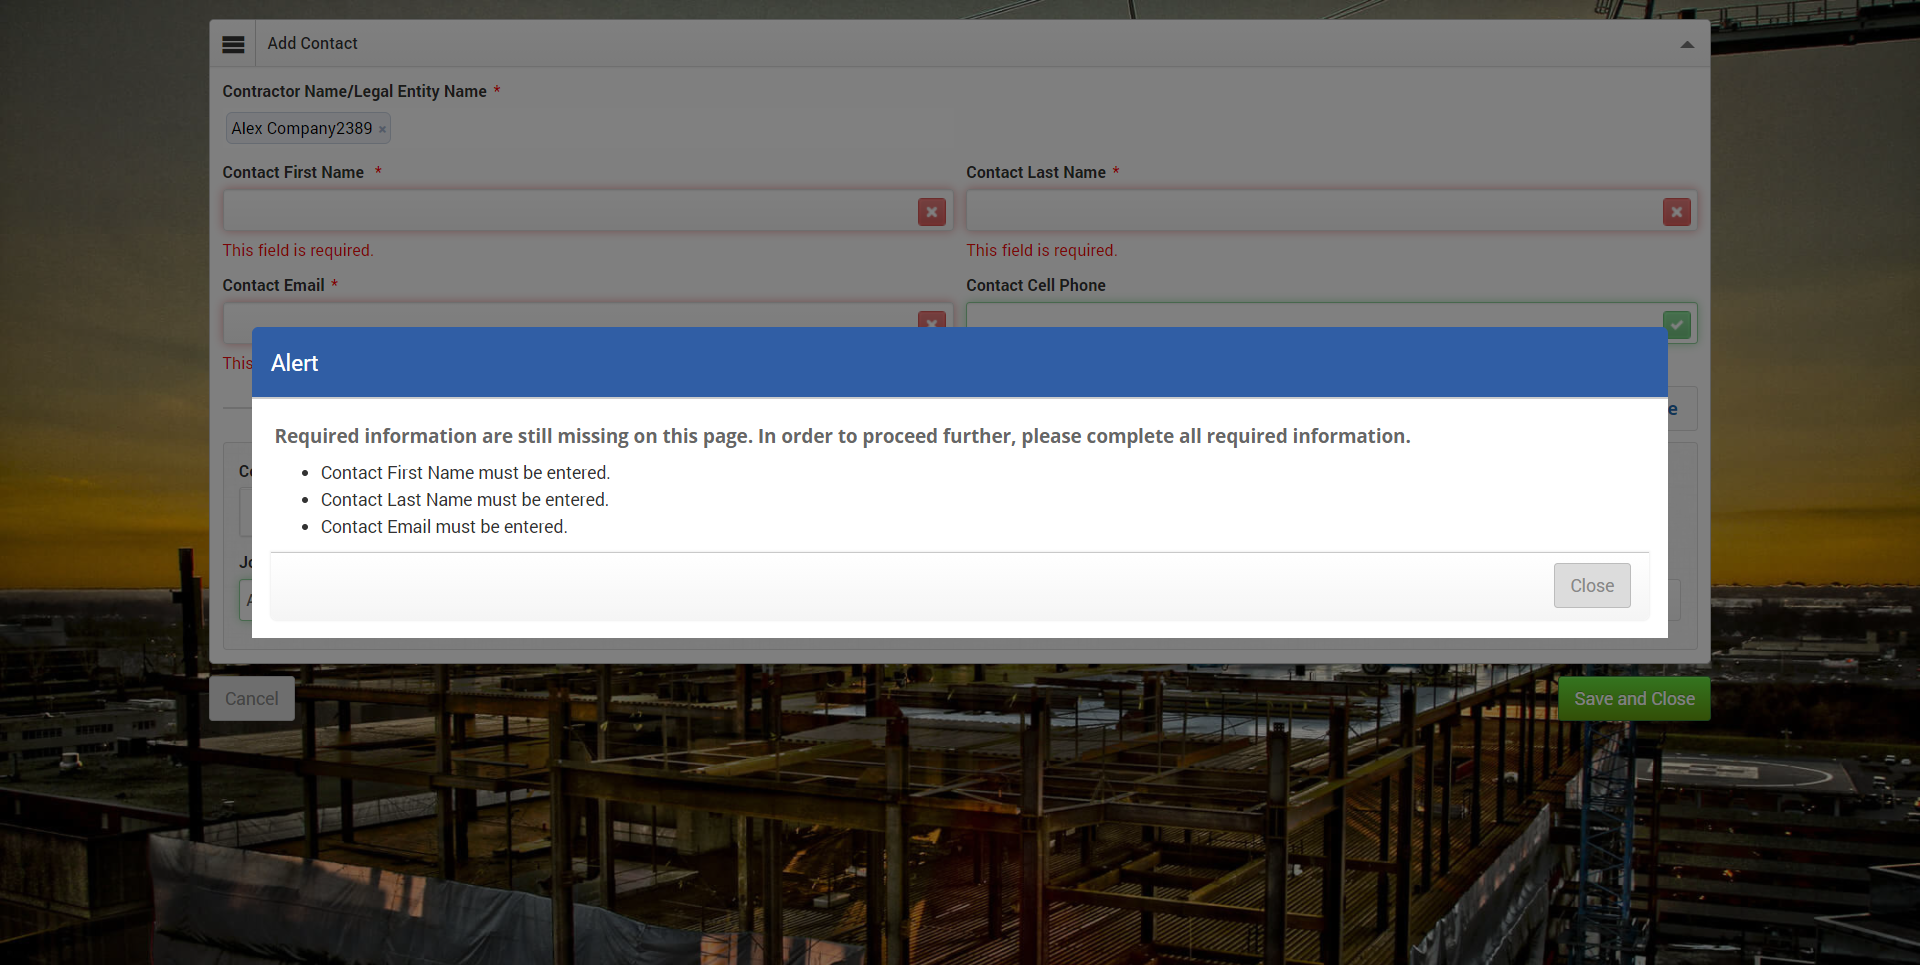 Add Contact
Contractor Name/Legal Entity Name *
Alex Company2389 ×
Contact First Name *
Contact Last Name *
This field is required.
This field is required.
Contact Email *
Contact Cell Phone
This
Alert
Required information are still missing on this page. In order to proceed further, please complete all required information.
• Contact First Name must be entered.
• Contact Last Name must be entered.
• Contact Email must be entered.
Close
Cancel
Save and Close